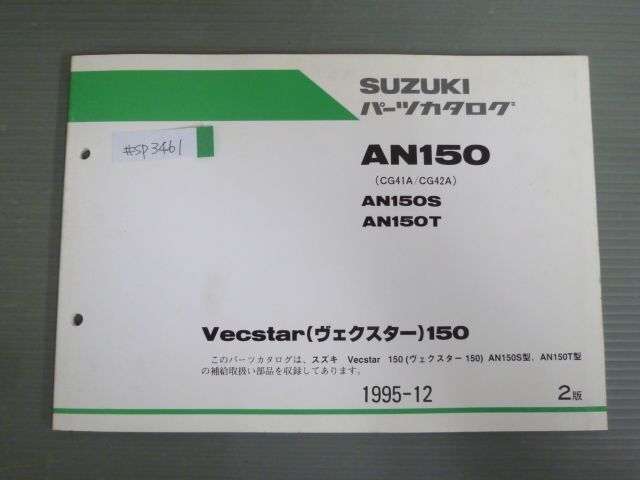 SUZUKI
パーツカタログ
#sp3461
AN150
(CG41A/CG42A)
AN150S
AN150T
Vecstar(ヴェクスター)150
このパーツカタログは、スズキ Vecstar 150(ヴェクスター150) AN150S型、AN150T型
の補給取扱い部品を収録してあります。
1995-12
2版